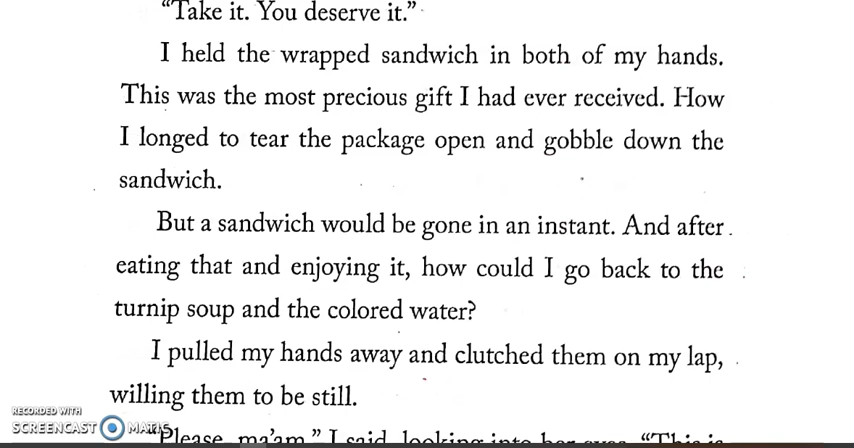 "Take it. You deserve it."
I held the wrapped sandwich in both of my hands.
This was the most precious gift I had ever received. How
I longed to tear the package open and gobble down the
sandwich.
But a sandwich would be gone in an instant. And after
eating that and enjoying it, how could I go back to the
turnip soup and the colored water?
I pulled my hands away and clutched them on my lap,
willing them to be still.
RECORDED WITH
SCREENCAST MATIC
"Please, ma'am," I said, looking into her eyes. "This is